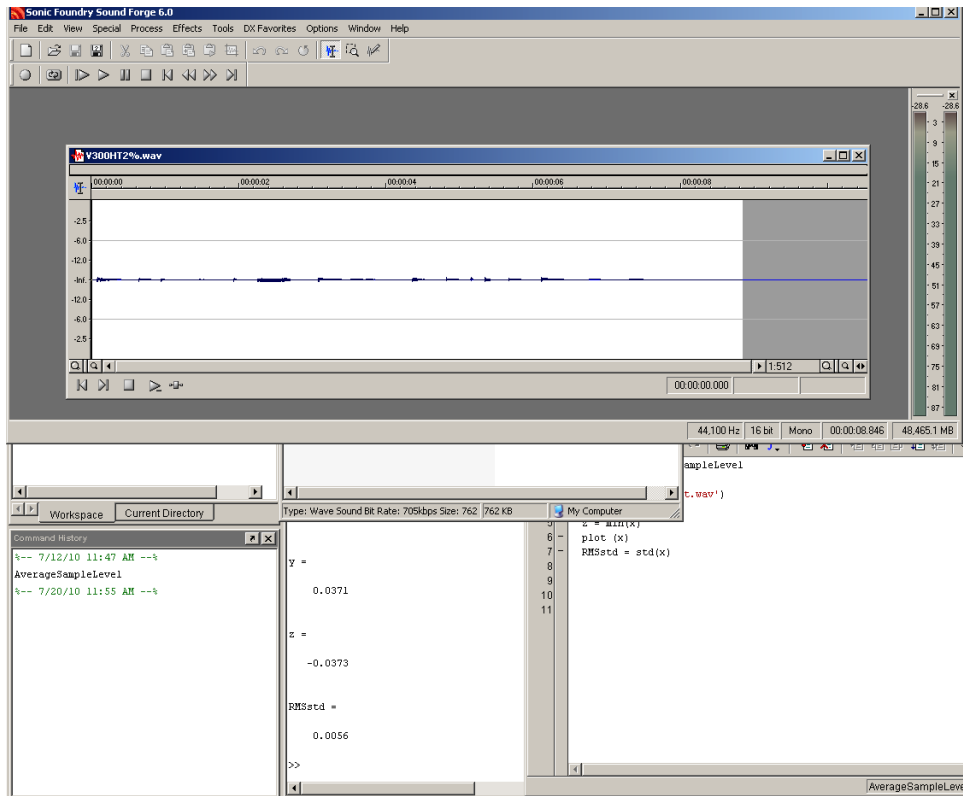 Sonic Foundry Sound Forge 6.0
File Edit View Special Process Effects Tools DX Favorites Options Window Help
-28.6 -28.6
V300HT2%.wav
00:00:00 00:00:02 00:00:04 00:00:06 00:00:08
-2.5
-6.0
-12.0
-Inf.
-12.0
-6.0
-2.5
1:512
00:00:00.000
3
9
15
21
27
33
39
45
51
57
63
69
75
81
87
44,100 Hz 16 bit Mono 00:00:08.846 48,465.1 MB
Workspace Current Directory
Type: Wave Sound Bit Rate: 705kbps Size: 762 762 KB My Computer
Command History
%-- 7/12/10 11:47 AM --%
AverageSampleLevel
%-- 7/20/10 11:55 AM --%
y =
0.0371
z =
-0.0373
RMSstd =
0.0056
>>
ampleLevel
t.wav')
5 z = min(x)
6 - plot (x)
7 - RMSstd = std(x)
8
9
10
11
AverageSampleLeve